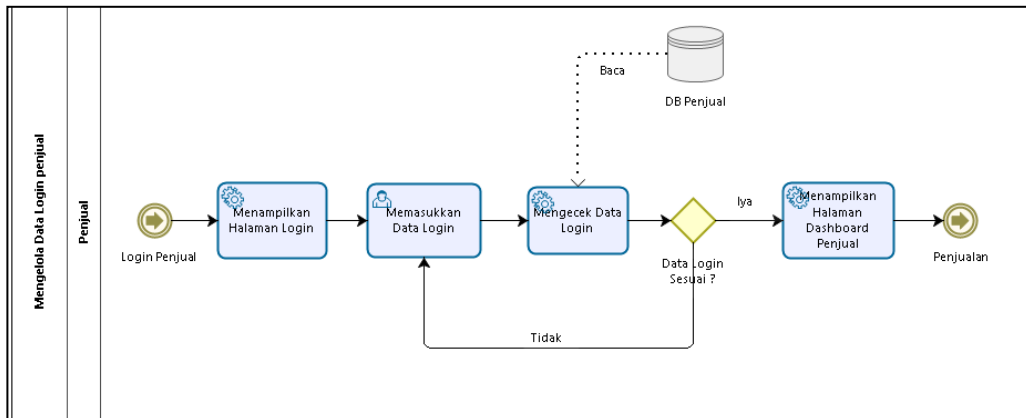 Mengelola Data Login penjual
Penjual
Baca
DB Penjual
Login Penjual
Menampilkan
Halaman Login
Memasukkan
Data Login
Mengecek Data
Login
Data Login
Sesuai ?
Iya
Menampilkan
Halaman
Dashboard
Penjual
Penjualan
Tidak